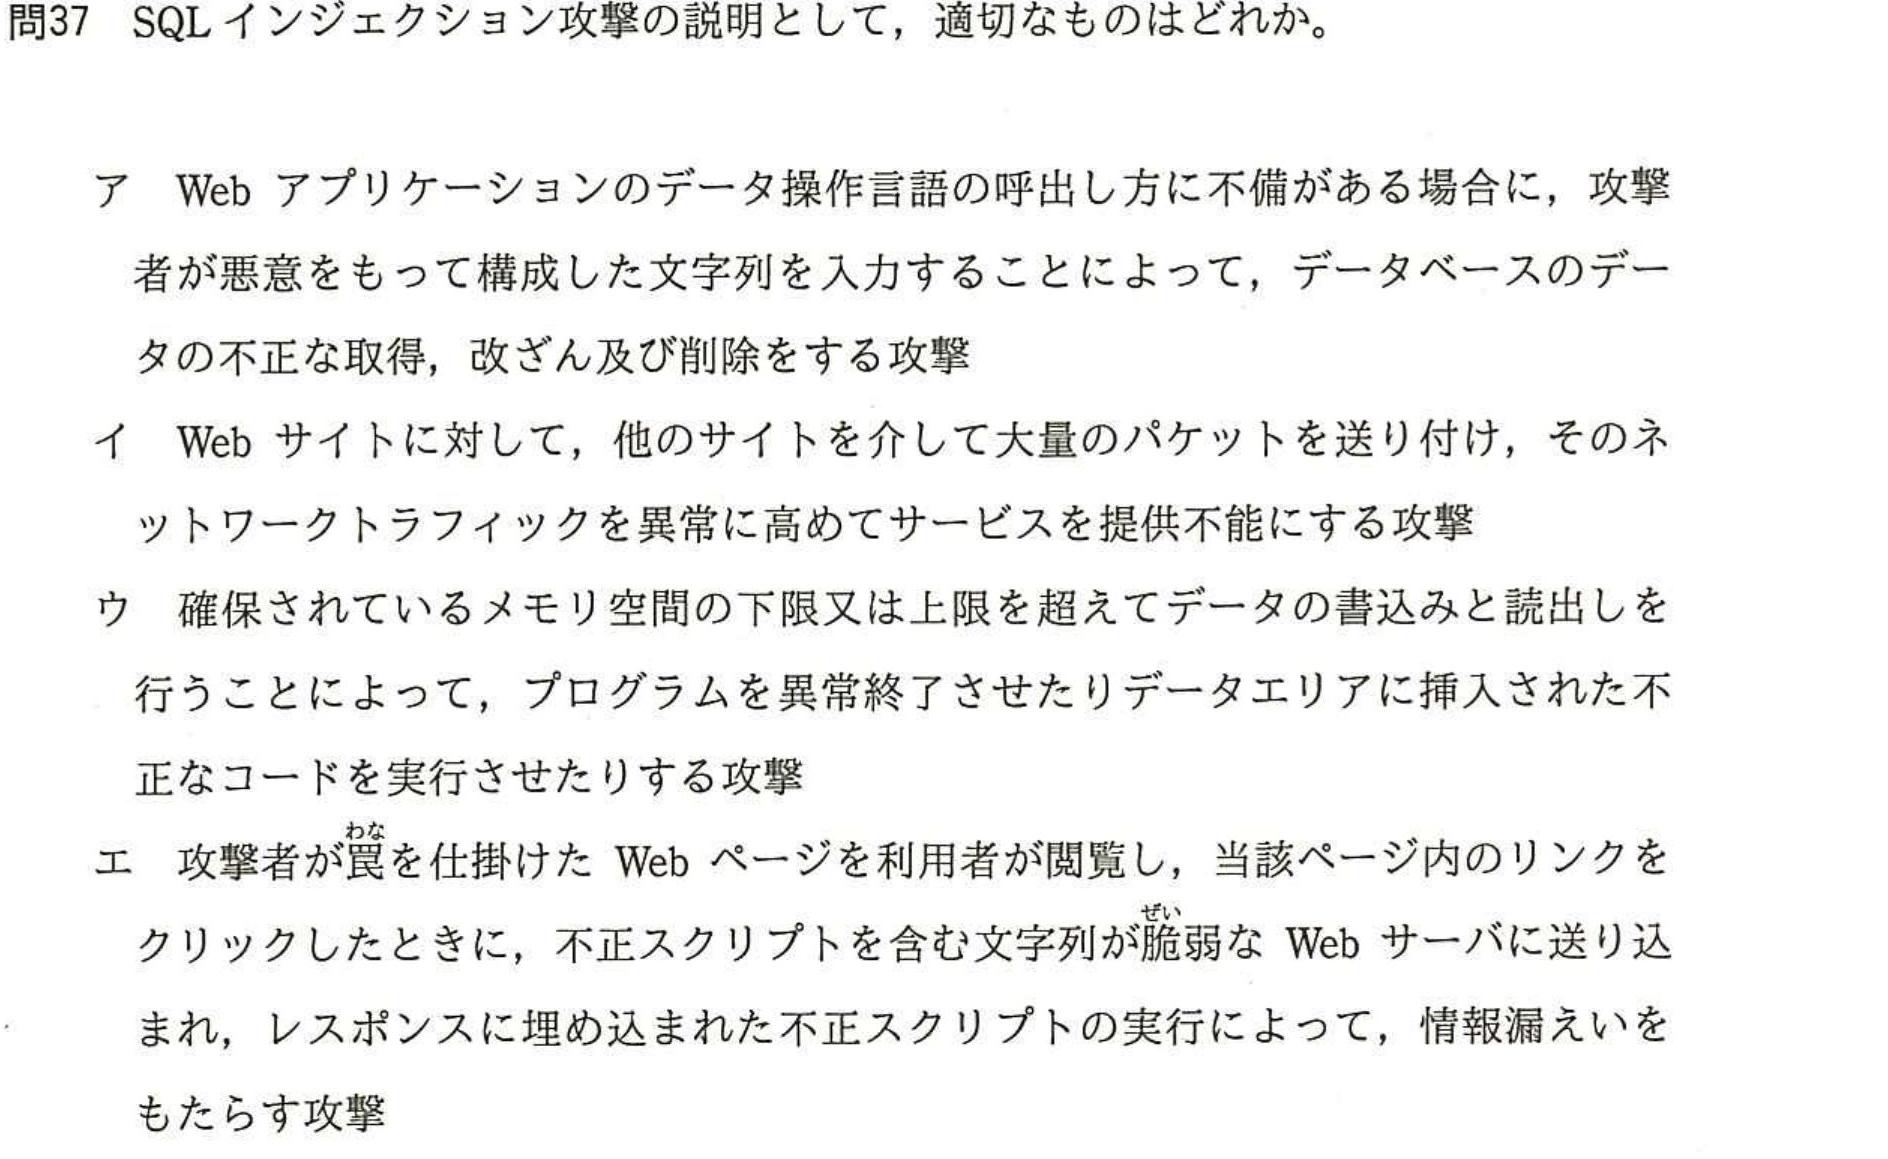 問37 SQL インジェクション攻撃の説明として，適切なものはどれか。
ア Web アプリケーションのデータ操作言語の呼出し方に不備がある場合に，攻撃
者が悪意をもって構成した文字列を入力することによって，データベースのデー
タの不正な取得，改ざん及び削除をする攻撃
イ Web サイトに対して，他のサイトを介して大量のパケットを送り付け，そのネ
ットワークトラフィックを異常に高めてサービスを提供不能にする攻撃
ウ 確保されているメモリ空間の下限又は上限を超えてデータの書込みと読出しを
行うことによって，プログラムを異常終了させたりデータエリアに挿入された不
正なコードを実行させたりする攻撃
わな
エ 攻撃者が罠を仕掛けた Web ページを利用者が閲覧し，当該ページ内のリンクを
ぜい
クリックしたときに，不正スクリプトを含む文字列が脆弱な Web サーバに送り込
まれ，レスポンスに埋め込まれた不正スクリプトの実行によって，情報漏えいを
もたらす攻撃